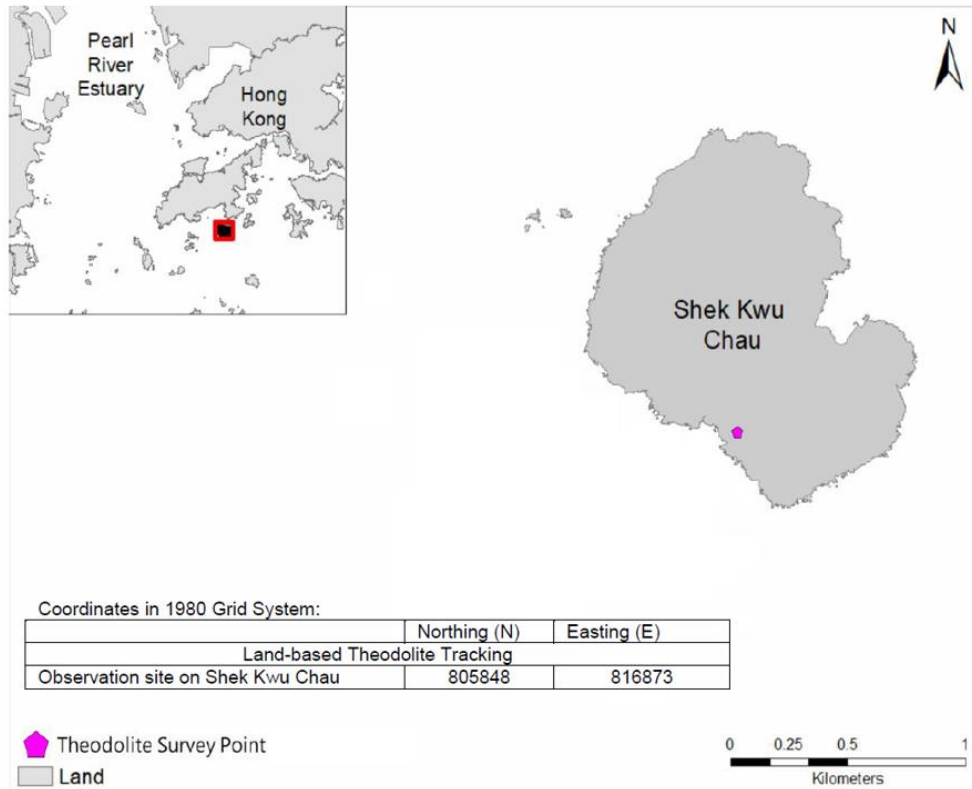 Pearl
River
Estuary
Hong
Kong
N
Shek Kwu
Chau
Coordinates in 1980 Grid System:
Northing (N) Easting (E)
Land-based Theodolite Tracking
Observation site on Shek Kwu Chau 805848 816873
Theodolite Survey Point
Land
0 0.25 0.5 1
Kilometers